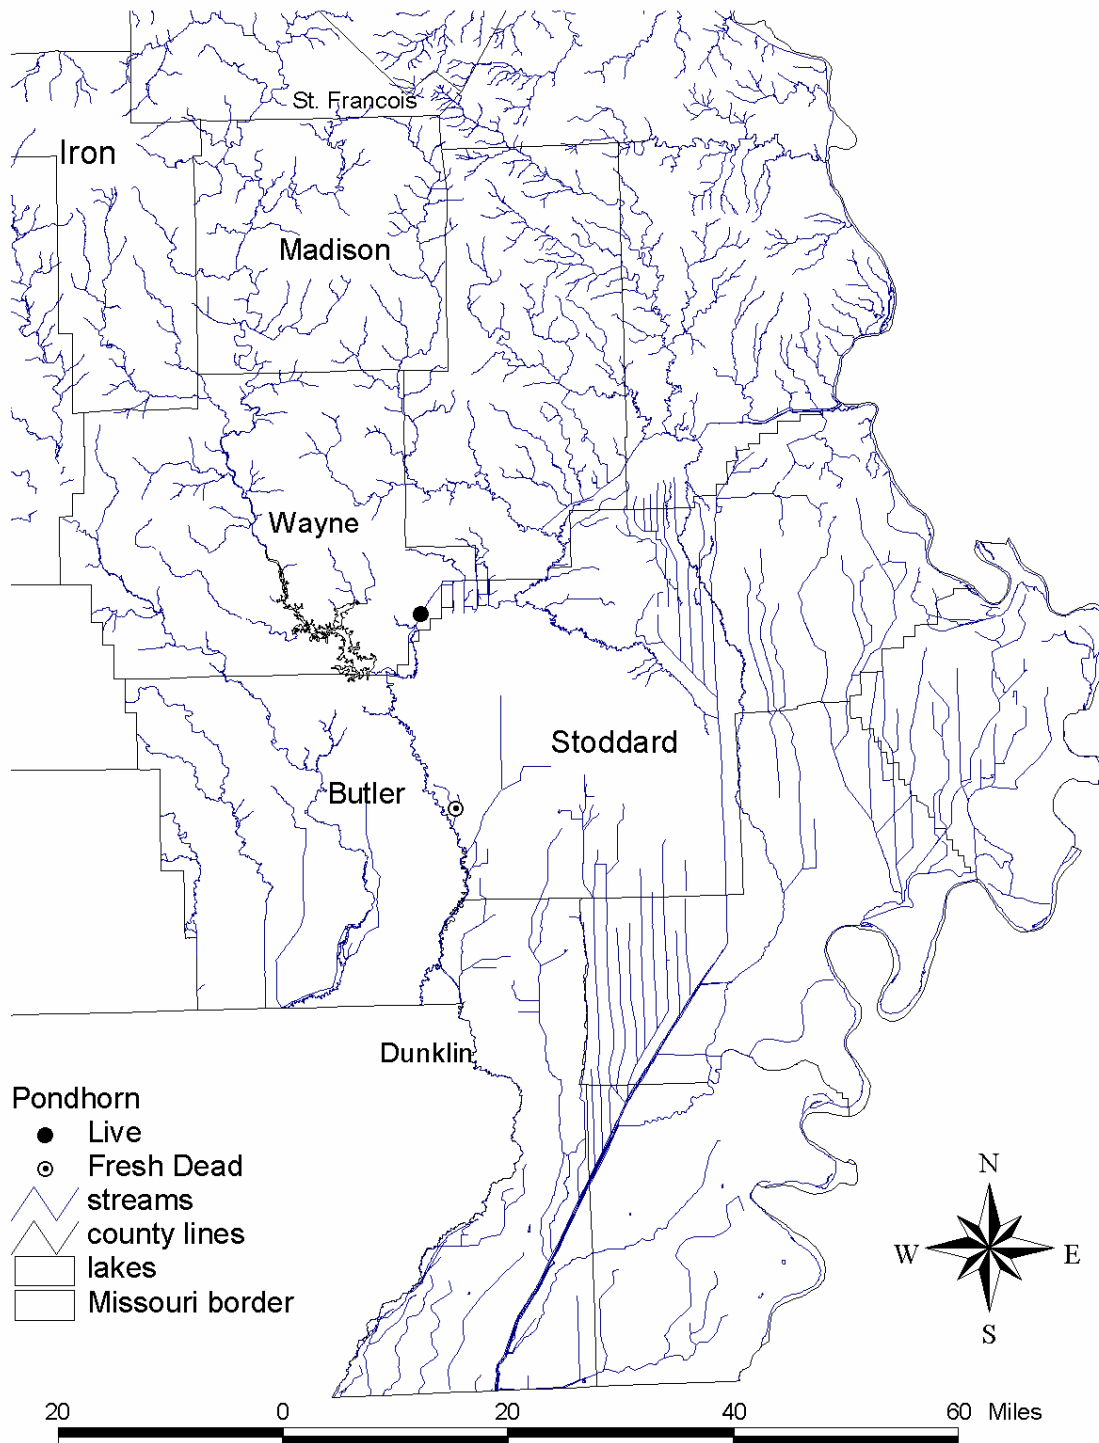 St. Francois
Iron
Madison
Wayne
Stoddard
Butler
Dunklin
Pondhorn
Live
Fresh Dead
streams
county lines
lakes
Missouri border
N
W E
S
20 0 20 40 60 Miles